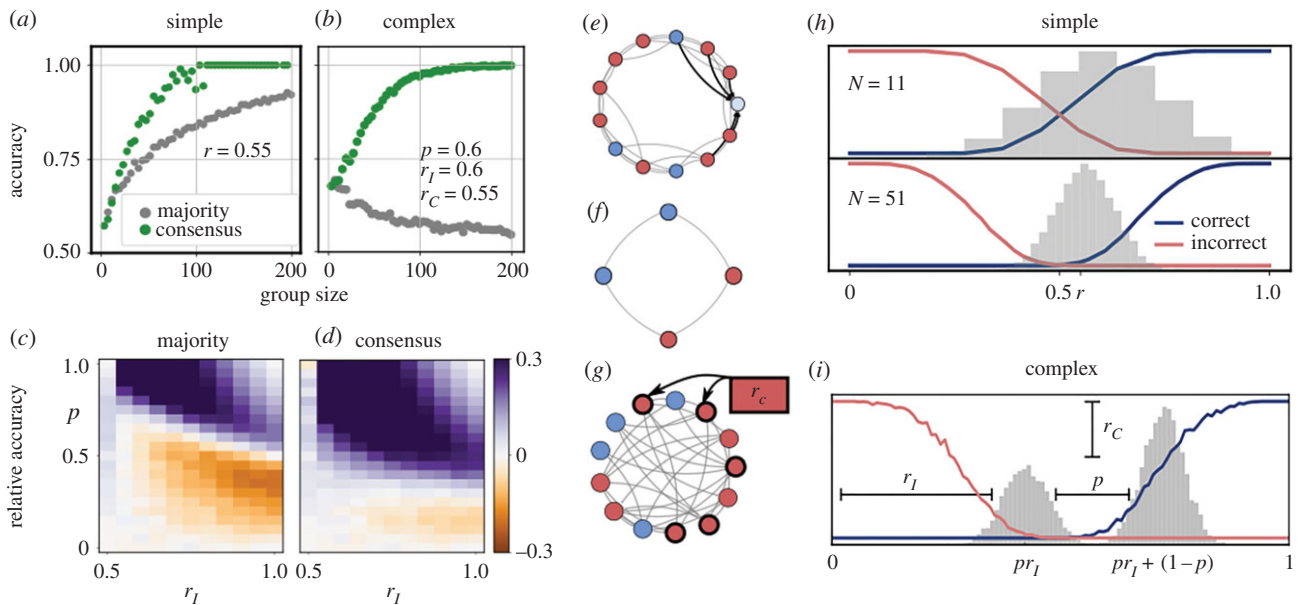 (a) simple
(b) complex
accuracy
1.00
0.75
0.50
r = 0.55
majority
consensus
p = 0.6
r_I = 0.6
r_C = 0.55
0 100 200 0 100 200
group size
(c) majority
(d) consensus
relative accuracy
1.0
p
0.5
0
0.5 1.0 0.5 1.0
r_I r_I
0.3
0
−0.3
(e)
(f)
(g)
r_c
(h) simple
N = 11
N = 51
correct
incorrect
0 0.5 r 1.0
(i) complex
r_C
r_I
p
0 pr_I pr_I + (1−p) 1